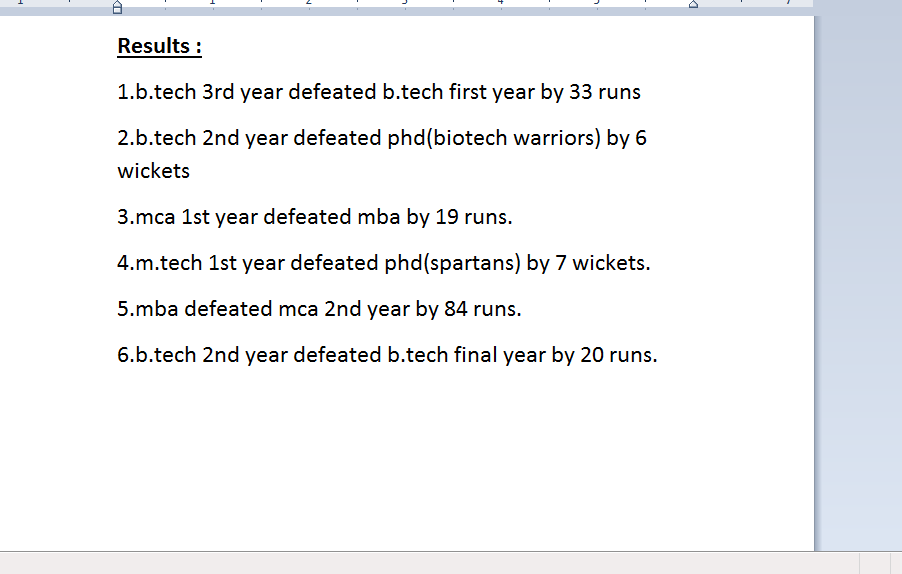 Results :
1.b.tech 3rd year defeated b.tech first year by 33 runs
2.b.tech 2nd year defeated phd(biotech warriors) by 6
wickets
3.mca 1st year defeated mba by 19 runs.
4.m.tech 1st year defeated phd(spartans) by 7 wickets.
5.mba defeated mca 2nd year by 84 runs.
6.b.tech 2nd year defeated b.tech final year by 20 runs.